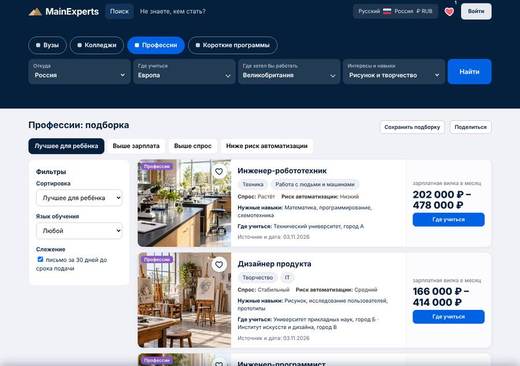 MainExperts
Поиск
Не знаете, кем стать?
Русский
Россия
₽ RUB
1
Войти
Вузы
Колледжи
Профессии
Короткие программы
Откуда
Россия
Где учиться
Европа
Где хотел бы работать
Великобритания
Интересы и навыки
Рисунок и творчество
Найти
Профессии: подборка
Сохранить подборку
Поделиться
Лучшее для ребёнка
Выше зарплата
Выше спрос
Ниже риск автоматизации
Фильтры
Сортировка
Лучшее для ребёнка
Язык обучения
Любой
Слежение
письмо за 30 дней до
срока подачи
Профессии
Инженер-робототехник
Техника
Работа с людьми и машинами
Спрос: Растёт Риск автоматизации: Низкий
Нужные навыки: Математика, программирование,
схемотехника
Где учиться: Технический университет, город А
Источник и дата: 03.11.2026
зарплатная вилка в месяц
202 000 ₽ –
478 000 ₽
Где учиться
Профессии
Дизайнер продукта
Творчество
IT
Спрос: Стабильный Риск автоматизации: Средний
Нужные навыки: Рисунок, исследование пользователей,
прототипы
Где учиться: Университет прикладных наук, город Б ·
Институт искусств и дизайна, город В
Источник и дата: 03.11.2026
зарплатная вилка в месяц
166 000 ₽ –
414 000 ₽
Где учиться
Профессии
Инженер-программист